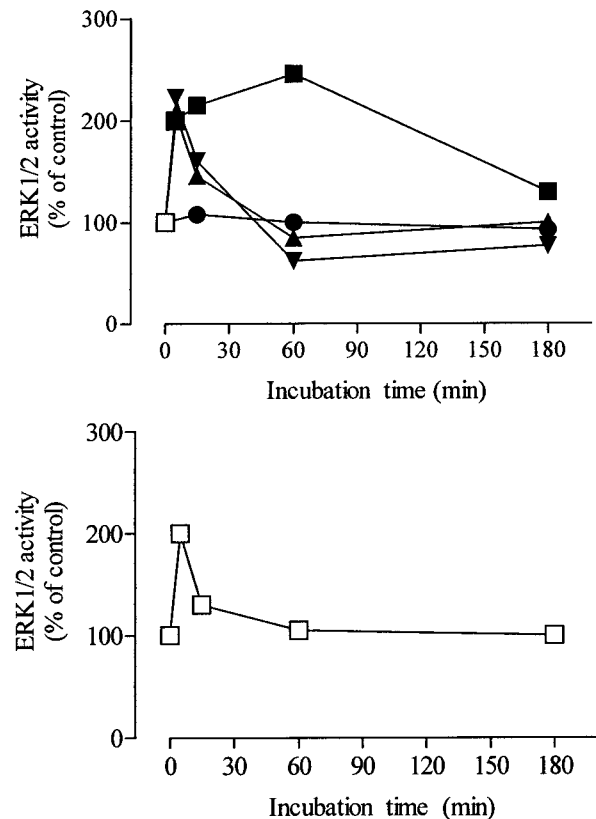 300
200
100
0
ERK1/2 activity
(% of control)
0 30 60 90 120 150 180
Incubation time (min)
300
200
100
0
ERK1/2 activity
(% of control)
0 30 60 90 120 150 180
Incubation time (min)